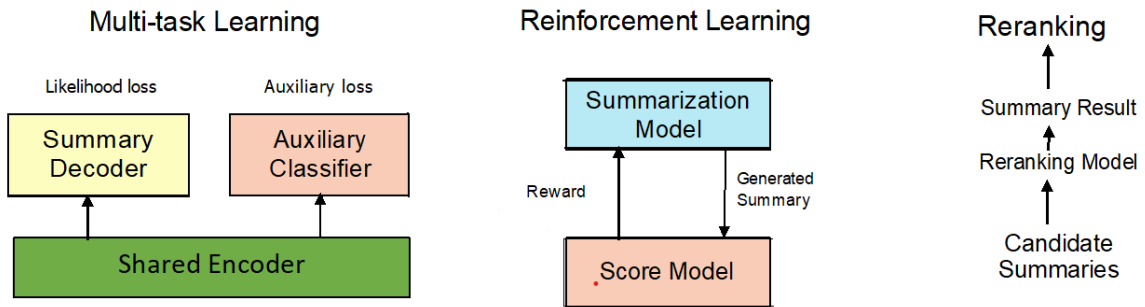 Multi-task Learning
Likelihood loss
Auxiliary loss
Summary
Decoder
Auxiliary
Classifier
Shared Encoder
Reinforcement Learning
Summarization
Model
Reward
Generated
Summary
Score Model
Reranking
Summary Result
Reranking Model
Candidate
Summaries